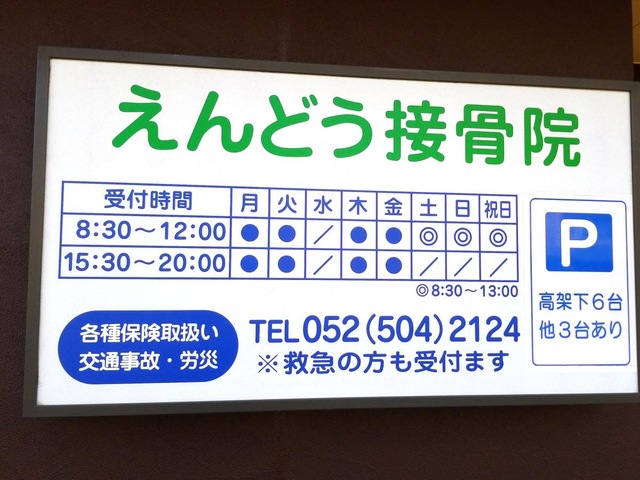 えんどう接骨院
受付時間 月 火 水 木 金 土 日 祝日
8:30～12:00 ● ● ／ ● ● ◎ ◎ ◎
15:30～20:00 ● ● ／ ● ● ／ ／ ／
◎8:30～13:00
P
高架下6台
他3台あり
各種保険取扱い
交通事故・労災
TEL052(504)2124
※救急の方も受付ます